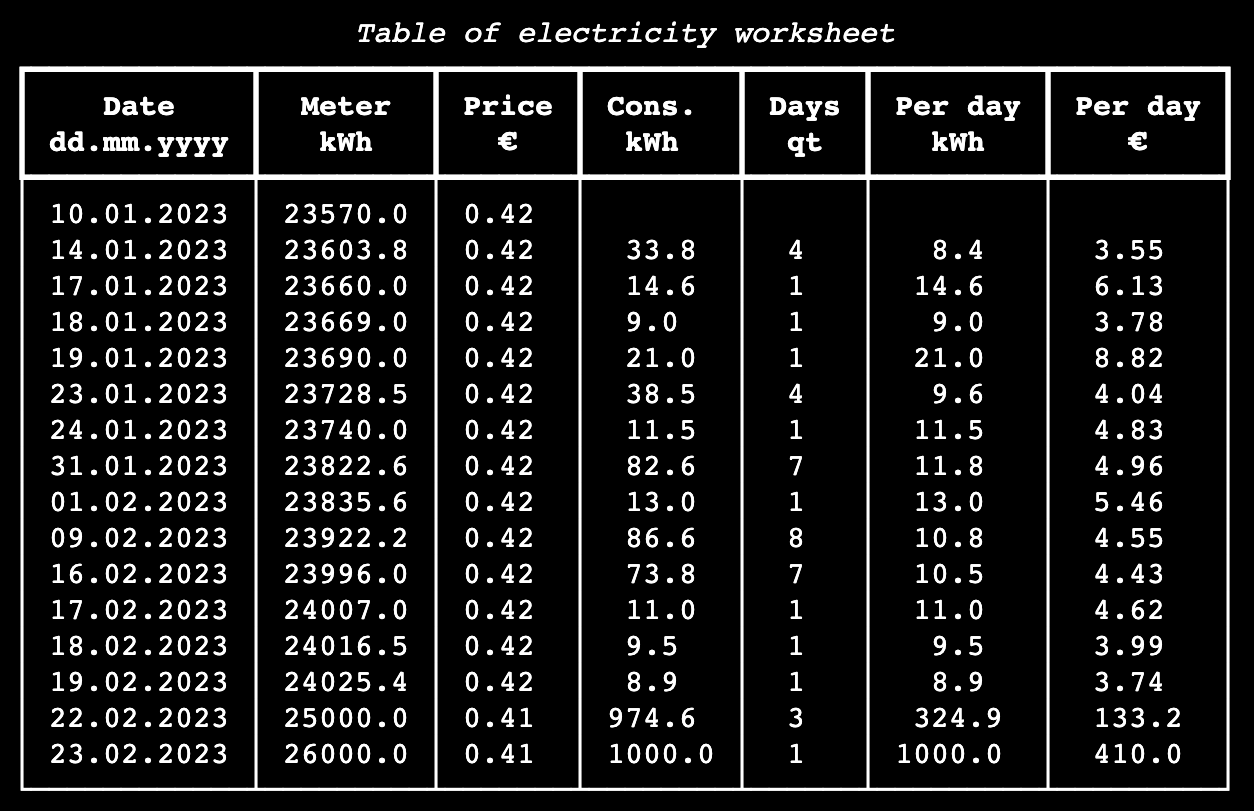 Table of electricity worksheet
Date Meter Price Cons. Days Per day Per day
dd.mm.yyyy kWh € kWh qt kWh €
10.01.2023 23570.0 0.42
14.01.2023 23603.8 0.42 33.8 4 8.4 3.55
17.01.2023 23660.0 0.42 14.6 1 14.6 6.13
18.01.2023 23669.0 0.42 9.0 1 9.0 3.78
19.01.2023 23690.0 0.42 21.0 1 21.0 8.82
23.01.2023 23728.5 0.42 38.5 4 9.6 4.04
24.01.2023 23740.0 0.42 11.5 1 11.5 4.83
31.01.2023 23822.6 0.42 82.6 7 11.8 4.96
01.02.2023 23835.6 0.42 13.0 1 13.0 5.46
09.02.2023 23922.2 0.42 86.6 8 10.8 4.55
16.02.2023 23996.0 0.42 73.8 7 10.5 4.43
17.02.2023 24007.0 0.42 11.0 1 11.0 4.62
18.02.2023 24016.5 0.42 9.5 1 9.5 3.99
19.02.2023 24025.4 0.42 8.9 1 8.9 3.74
22.02.2023 25000.0 0.41 974.6 3 324.9 133.2
23.02.2023 26000.0 0.41 1000.0 1 1000.0 410.0